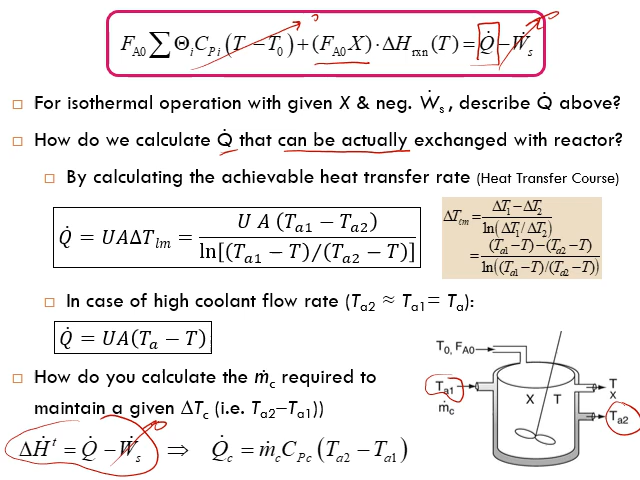 F_A0 ∑ Θ_i C_Pi (T − T_0) + (F_A0 X) · ΔH_rxn (T) = Q̇ − Ẇ_s
0
0
□ For isothermal operation with given X & neg. Ẇ_s , describe Q̇ above?
□ How do we calculate Q̇ that can be actually exchanged with reactor?
□ By calculating the achievable heat transfer rate (Heat Transfer Course)
Q̇ = UAΔT_lm = U A (T_a1 − T_a2) / ln[(T_a1 − T)/(T_a2 − T)]
ΔT_lm = (ΔT_1 − ΔT_2) / ln(ΔT_1 / ΔT_2)
= ((T_a1 − T) − (T_a2 − T)) / ln((T_a1 − T)/(T_a2 − T))
□ In case of high coolant flow rate (T_a2 ≈ T_a1 = T_a):
Q̇ = UA(T_a − T)
T_0, F_A0
T_a1
ṁ_c
X T
T
X
T_a2
□ How do you calculate the ṁ_c required to
maintain a given ΔT_c (i.e. T_a2−T_a1))
ΔḢ^t = Q̇ − Ẇ_s ⇒ Q̇_c = ṁ_c C_Pc (T_a2 − T_a1)
0